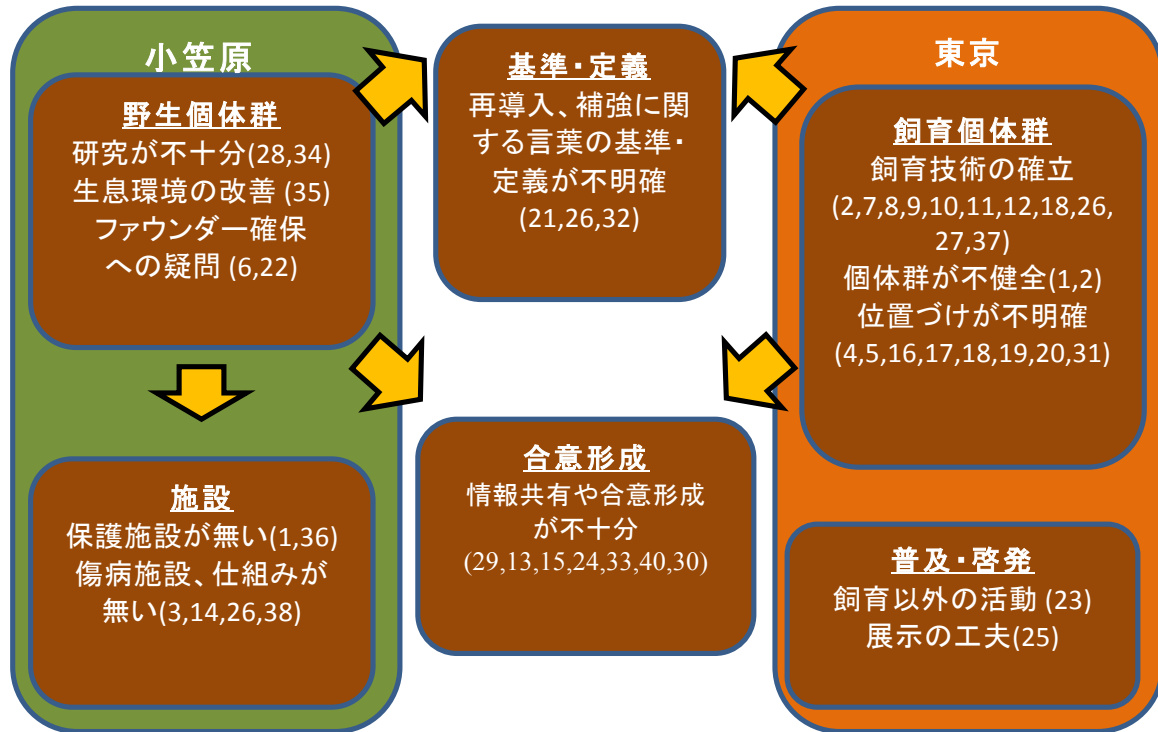 小笠原
野生個体群
研究が不十分(28,34)
生息環境の改善 (35)
ファウンダー確保
への疑問 (6,22)
施設
保護施設が無い(1,36)
傷病施設、仕組みが
無い(3,14,26,38)
基準・定義
再導入、補強に関
する言葉の基準・
定義が不明確
(21,26,32)
合意形成
情報共有や合意形成
が不十分
(29,13,15,24,33,40,30)
東京
飼育個体群
飼育技術の確立
(2,7,8,9,10,11,12,18,26,
27,37)
個体群が不健全(1,2)
位置づけが不明確
(4,5,16,17,18,19,20,31)
普及・啓発
飼育以外の活動 (23)
展示の工夫(25)